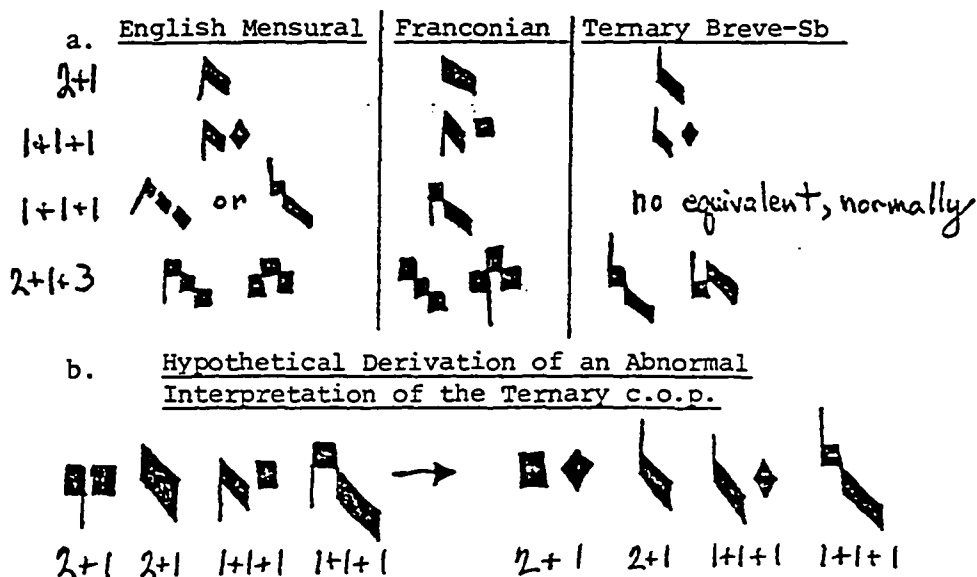 a. English Mensural Franconian Ternary Breve-Sb
2+1
1+1+1
1+1+1 or no equivalent, normally
2+1+3
b. Hypothetical Derivation of an Abnormal
Interpretation of the Ternary c.o.p.
2+1 2+1 1+1+1 1+1+1 2+1 2+1 1+1+1 1+1+1